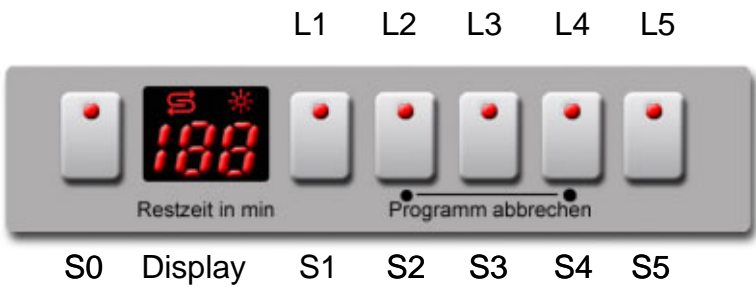 L1 L2 L3 L4 L5
188
Restzeit in min Programm abbrechen
S0 Display S1 S2 S3 S4 S5